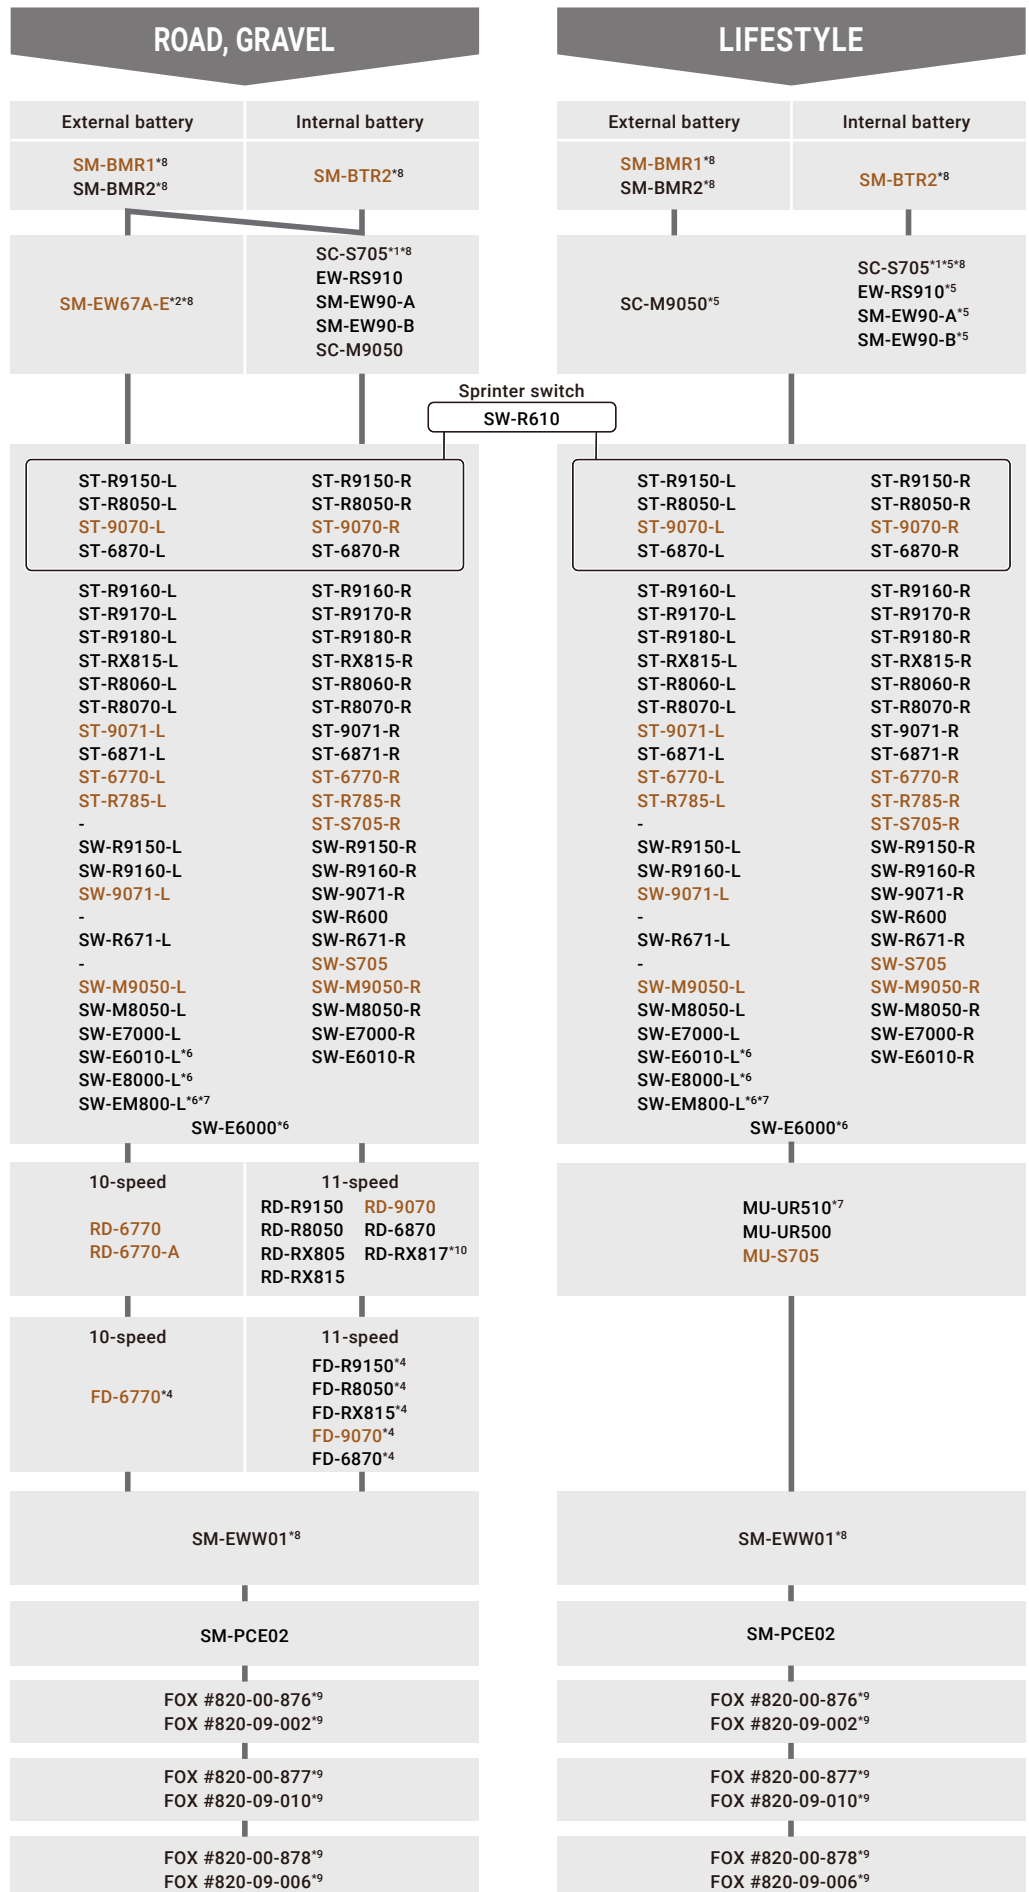 ROAD, GRAVEL
External battery
Internal battery
SM-BMR1*8
SM-BMR2*8
SM-BTR2*8
SM-EW67A-E*2*8
SC-S705*1*8
EW-RS910
SM-EW90-A
SM-EW90-B
SC-M9050
LIFESTYLE
External battery
Internal battery
SM-BMR1*8
SM-BMR2*8
SM-BTR2*8
SC-M9050*5
SC-S705*1*5*8
EW-RS910*5
SM-EW90-A*5
SM-EW90-B*5
Sprinter switch
SW-R610
ST-R9150-L ST-R9150-R
ST-R8050-L ST-R8050-R
ST-9070-L ST-9070-R
ST-6870-L ST-6870-R
ST-R9160-L ST-R9160-R
ST-R9170-L ST-R9170-R
ST-R9180-L ST-R9180-R
ST-RX815-L ST-RX815-R
ST-R8060-L ST-R8060-R
ST-R8070-L ST-R8070-R
ST-9071-L ST-9071-R
ST-6871-L ST-6871-R
ST-6770-L ST-6770-R
ST-R785-L ST-R785-R
- ST-S705-R
SW-R9150-L SW-R9150-R
SW-R9160-L SW-R9160-R
SW-9071-L SW-9071-R
- SW-R600
SW-R671-L SW-R671-R
- SW-S705
SW-M9050-L SW-M9050-R
SW-M8050-L SW-M8050-R
SW-E7000-L SW-E7000-R
SW-E6010-L*6 SW-E6010-R
SW-E8000-L*6
SW-EM800-L*6*7
SW-E6000*6
10-speed
RD-6770
RD-6770-A
11-speed
RD-R9150 RD-9070
RD-R8050 RD-6870
RD-RX805 RD-RX817*10
RD-RX815
10-speed
FD-6770*4
11-speed
FD-R9150*4
FD-R8050*4
FD-RX815*4
FD-9070*4
FD-6870*4
SM-EWW01*8
SM-PCE02
FOX #820-00-876*9
FOX #820-09-002*9
FOX #820-00-877*9
FOX #820-09-010*9
FOX #820-00-878*9
FOX #820-09-006*9
ST-R9150-L ST-R9150-R
ST-R8050-L ST-R8050-R
ST-9070-L ST-9070-R
ST-6870-L ST-6870-R
ST-R9160-L ST-R9160-R
ST-R9170-L ST-R9170-R
ST-R9180-L ST-R9180-R
ST-RX815-L ST-RX815-R
ST-R8060-L ST-R8060-R
ST-R8070-L ST-R8070-R
ST-9071-L ST-9071-R
ST-6871-L ST-6871-R
ST-6770-L ST-6770-R
ST-R785-L ST-R785-R
- ST-S705-R
SW-R9150-L SW-R9150-R
SW-R9160-L SW-R9160-R
SW-9071-L SW-9071-R
- SW-R600
SW-R671-L SW-R671-R
- SW-S705
SW-M9050-L SW-M9050-R
SW-M8050-L SW-M8050-R
SW-E7000-L SW-E7000-R
SW-E6010-L*6 SW-E6010-R
SW-E8000-L*6
SW-EM800-L*6*7
SW-E6000*6
MU-UR510*7
MU-UR500
MU-S705
SM-EWW01*8
SM-PCE02
FOX #820-00-876*9
FOX #820-09-002*9
FOX #820-00-877*9
FOX #820-09-010*9
FOX #820-00-878*9
FOX #820-09-006*9